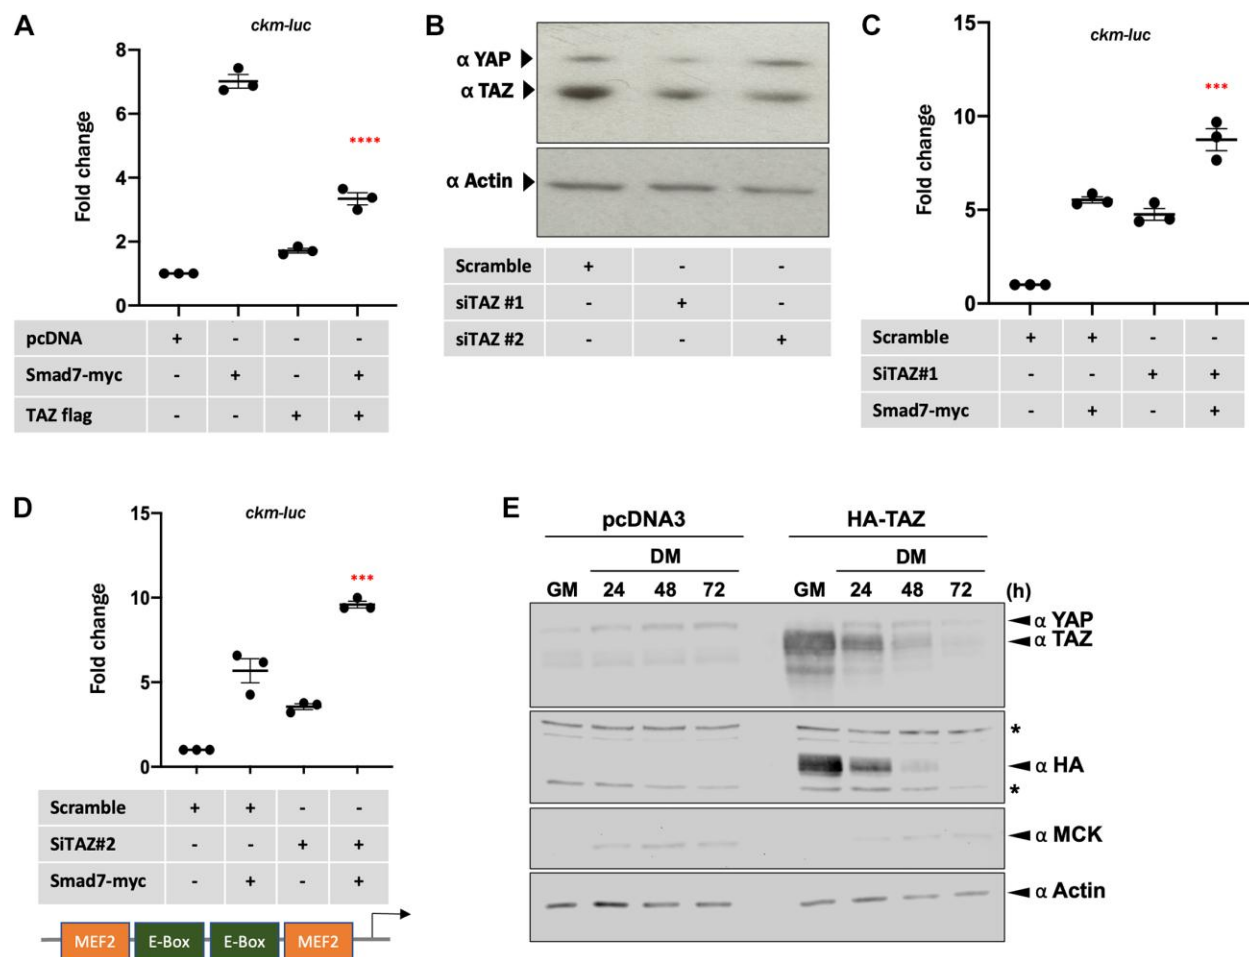 A
ckm-luc
Fold change
8
6
4
2
0
****
pcDNA + - - -
Smad7-myc - + - +
TAZ flag - - + +
B
α YAP
α TAZ
α Actin
Scramble + - -
siTAZ #1 - + -
siTAZ #2 - - +
C
ckm-luc
Fold change
15
10
5
0
***
Scramble + + - -
SiTAZ#1 - - + +
Smad7-myc - + - +
D
ckm-luc
Fold change
15
10
5
0
***
Scramble + + - -
SiTAZ#2 - - + +
Smad7-myc - + - +
MEF2 E-Box E-Box MEF2
E
pcDNA3 HA-TAZ
DM DM
GM 24 48 72 GM 24 48 72 (h)
α YAP
α TAZ
*
α HA
*
α MCK
α Actin